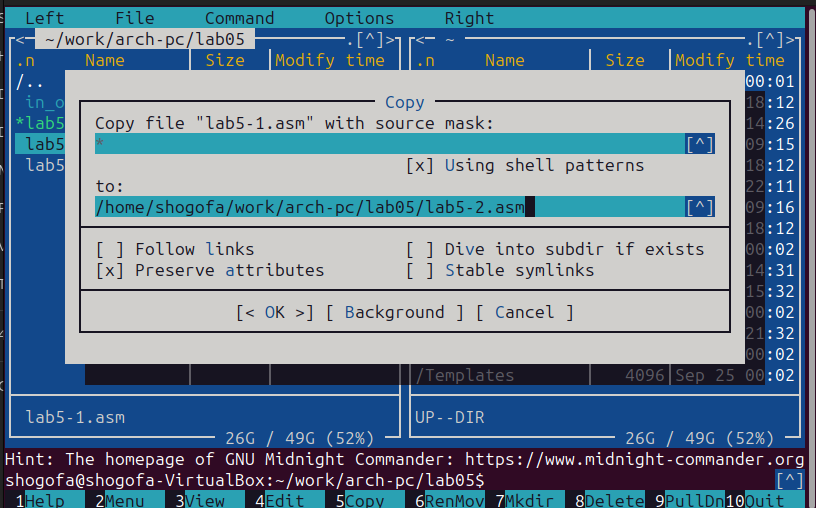 Left File Command Options Right
<- ~/work/arch-pc/lab05 .[^]> <- ~ .[^]>
.n Name Size Modify time .n Name Size Modify time
/.. 00:01
in_o 18:12
*lab5 14:26
lab5 09:15
lab5 18:12
22:11
09:16
18:12
00:02
14:31
15:32
00:02
21:32
00:02
Copy
Copy file "lab5-1.asm" with source mask:
* [^]
[x] Using shell patterns
to:
/home/shogofa/work/arch-pc/lab05/lab5-2.asm [^]
[ ] Follow links [ ] Dive into subdir if exists
[x] Preserve attributes [ ] Stable symlinks
[< OK >] [ Background ] [ Cancel ]
/Templates 4096 Sep 25 00:02
lab5-1.asm UP--DIR
26G / 49G (52%) 26G / 49G (52%)
Hint: The homepage of GNU Midnight Commander: https://www.midnight-commander.org
shogofa@shogofa-VirtualBox:~/work/arch-pc/lab05$ [^]
1Help 2Menu 3View 4Edit 5Copy 6RenMov 7Mkdir 8Delete 9PullDn 10Quit